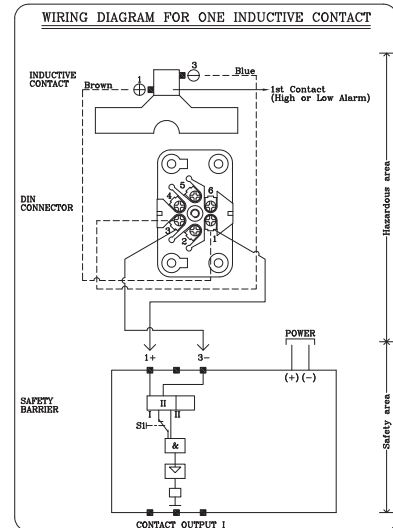 WIRING DIAGRAM FOR ONE INDUCTIVE CONTACT
INDUCTIVE
CONTACT
Brown
1
3
Blue
1st Contact
(High or Low Alarm)
DIN
CONNECTOR
5
6
4
3
2
1
Hazardous area
1+
3-
POWER
(+)(-)
SAFETY
BARRIER
II
I
II
S1
&
Safety area
CONTACT OUTPUT I